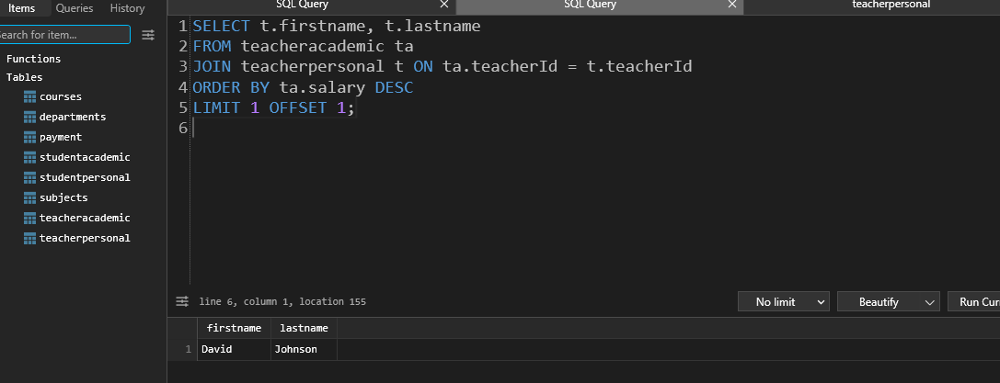 Items Queries History
SQL Query
SQL Query
teacherpersonal
Search for item...
Functions
Tables
courses
departments
payment
studentacademic
studentpersonal
subjects
teacheracademic
teacherpersonal
1 SELECT t.firstname, t.lastname
2 FROM teacheracademic ta
3 JOIN teacherpersonal t ON ta.teacherId = t.teacherId
4 ORDER BY ta.salary DESC
5 LIMIT 1 OFFSET 1;
6
line 6, column 1, location 155
No limit
Beautify
Run Cur
firstname lastname
1 David Johnson